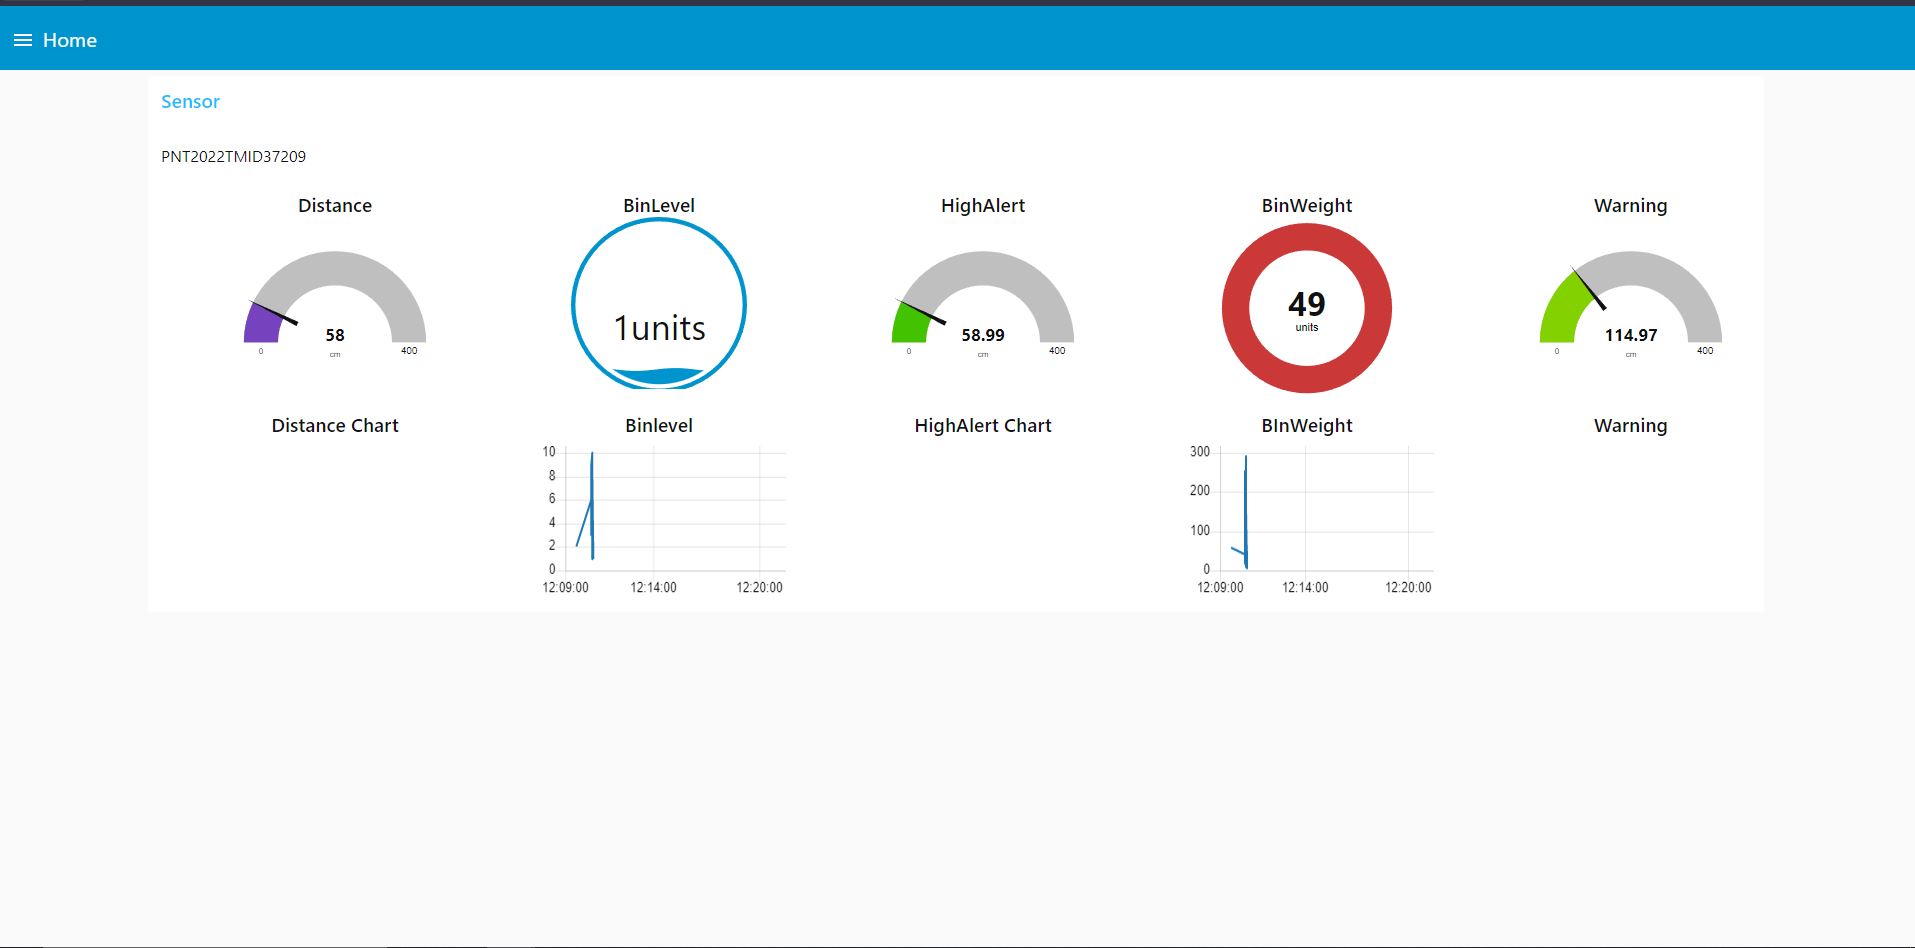 Home
Sensor
PNT2022TMID37209
Distance
BinLevel
HighAlert
BinWeight
Warning
58
cm
0
400
1units
58.99
cm
0
400
49
units
114.97
cm
0
400
Distance Chart
Binlevel
HighAlert Chart
BInWeight
Warning
10
8
6
4
2
0
12:09:00 12:14:00 12:20:00
300
200
100
0
12:09:00 12:14:00 12:20:00